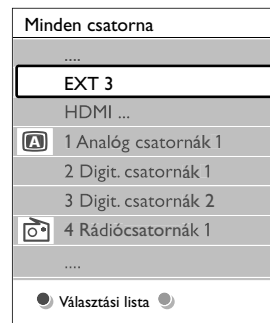 Minden csatorna
....
EXT 3
HDMI ...
A 1 Analóg csatornák 1
2 Digit. csatornák 1
3 Digit. csatornák 2
4 Rádiócsatornák 1
....
Választási lista